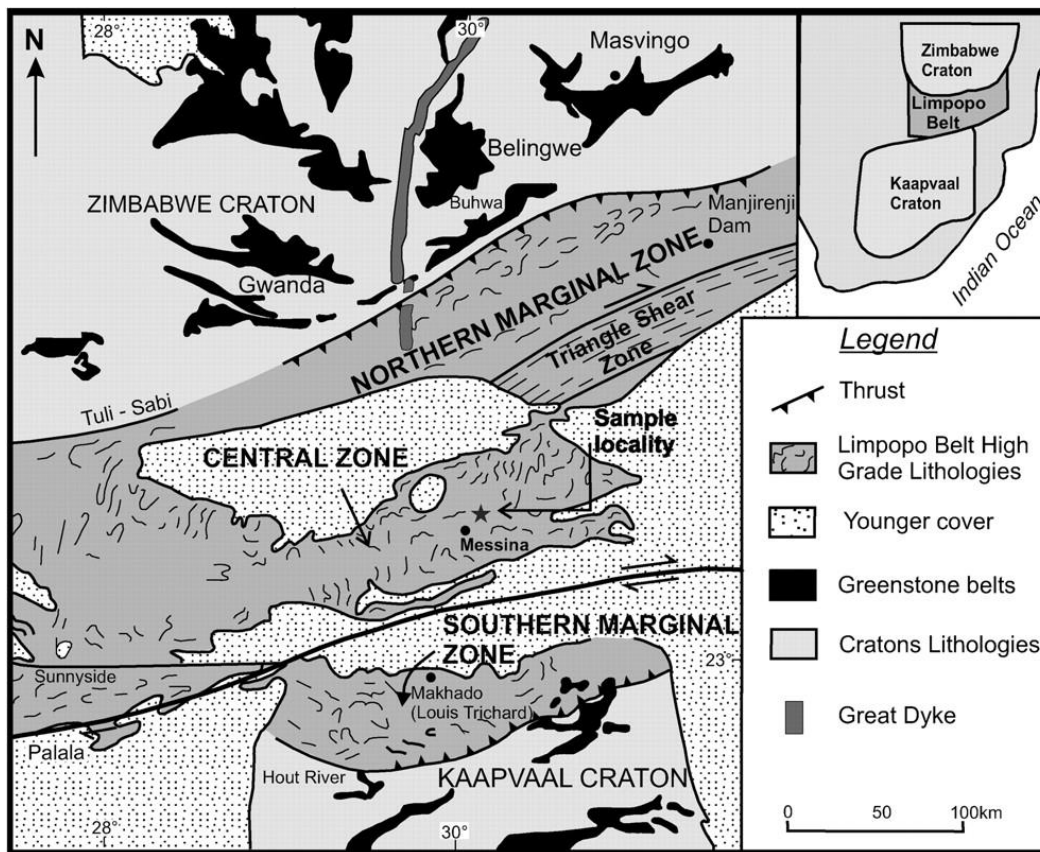 28°
30°
N
Masvingo
Belingwe
Buhwa
ZIMBABWE CRATON
Gwanda
Manjirenji
Dam
NORTHERN MARGINAL ZONE
Triangle Shear
Zone
Tuli - Sabi
CENTRAL ZONE
Sample
locality
Messina
SOUTHERN MARGINAL
ZONE
23°
Sunnyside
Makhado
(Louis Trichard)
Palala
Hout River
KAAPVAAL CRATON
28°
30°
Zimbabwe
Craton
Limpopo
Belt
Kaapvaal
Craton
Indian Ocean
Legend
Thrust
Limpopo Belt High
Grade Lithologies
Younger cover
Greenstone belts
Cratons Lithologies
Great Dyke
0 50 100km